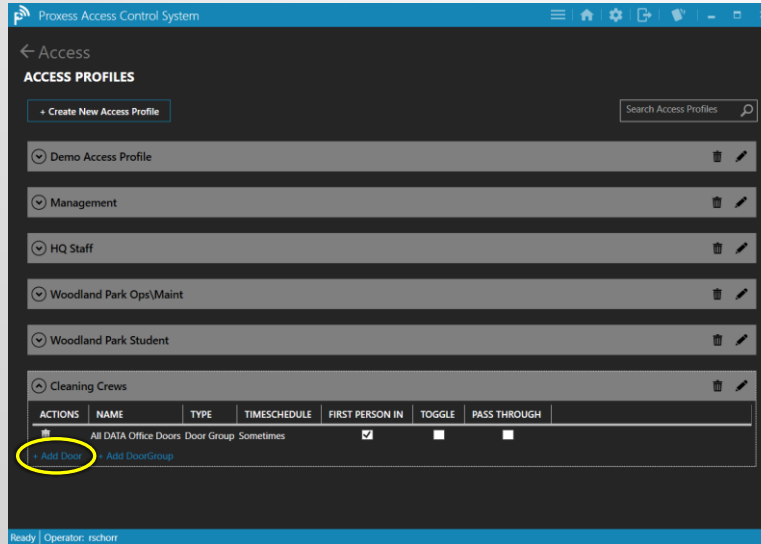 Proxess Access Control System
Access
ACCESS PROFILES
+ Create New Access Profile
Search Access Profiles
Demo Access Profile
Management
HQ Staff
Woodland Park Ops\Maint
Woodland Park Student
Cleaning Crews
ACTIONS NAME TYPE TIMESCHEDULE FIRST PERSON IN TOGGLE PASS THROUGH
All DATA Office Doors Door Group Sometimes
+ Add Door + Add DoorGroup
Ready Operator: rschorr